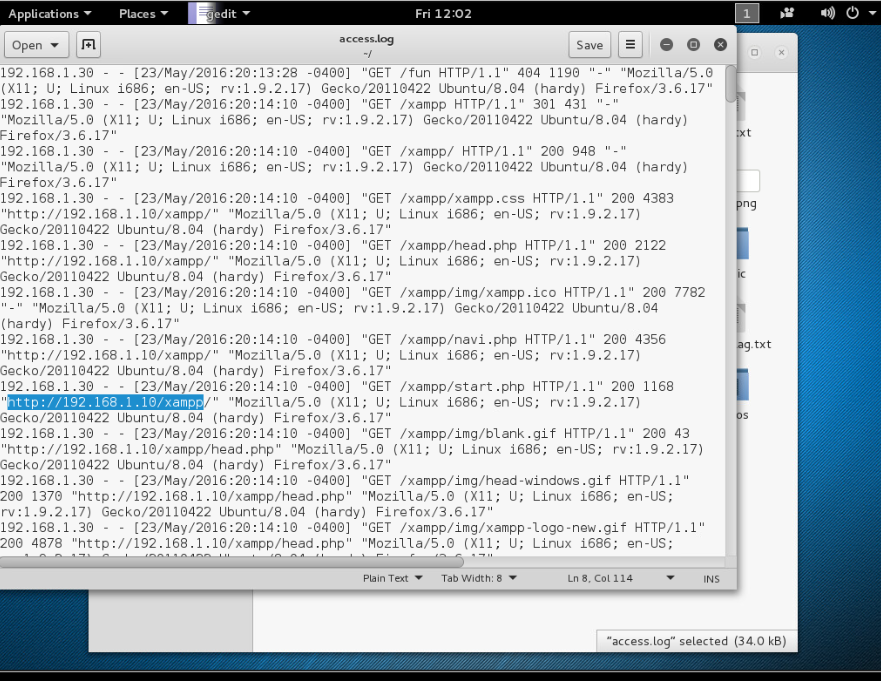 Applications Places gedit Fri 12:02 1
Open access.log Save
~/
192.168.1.30 - - [23/May/2016:20:13:28 -0400] "GET /fun HTTP/1.1" 404 1190 "-" "Mozilla/5.0
(X11; U; Linux i686; en-US; rv:1.9.2.17) Gecko/20110422 Ubuntu/8.04 (hardy) Firefox/3.6.17"
192.168.1.30 - - [23/May/2016:20:14:10 -0400] "GET /xampp HTTP/1.1" 301 431 "-"
"Mozilla/5.0 (X11; U; Linux i686; en-US; rv:1.9.2.17) Gecko/20110422 Ubuntu/8.04 (hardy)
Firefox/3.6.17"
192.168.1.30 - - [23/May/2016:20:14:10 -0400] "GET /xampp/ HTTP/1.1" 200 948 "-"
"Mozilla/5.0 (X11; U; Linux i686; en-US; rv:1.9.2.17) Gecko/20110422 Ubuntu/8.04 (hardy)
Firefox/3.6.17"
192.168.1.30 - - [23/May/2016:20:14:10 -0400] "GET /xampp/xampp.css HTTP/1.1" 200 4383
"http://192.168.1.10/xampp/" "Mozilla/5.0 (X11; U; Linux i686; en-US; rv:1.9.2.17)
Gecko/20110422 Ubuntu/8.04 (hardy) Firefox/3.6.17"
192.168.1.30 - - [23/May/2016:20:14:10 -0400] "GET /xampp/head.php HTTP/1.1" 200 2122
"http://192.168.1.10/xampp/" "Mozilla/5.0 (X11; U; Linux i686; en-US; rv:1.9.2.17)
Gecko/20110422 Ubuntu/8.04 (hardy) Firefox/3.6.17"
192.168.1.30 - - [23/May/2016:20:14:10 -0400] "GET /xampp/img/xampp.ico HTTP/1.1" 200 7782
"-" "Mozilla/5.0 (X11; U; Linux i686; en-US; rv:1.9.2.17) Gecko/20110422 Ubuntu/8.04
(hardy) Firefox/3.6.17"
192.168.1.30 - - [23/May/2016:20:14:10 -0400] "GET /xampp/navi.php HTTP/1.1" 200 4356
"http://192.168.1.10/xampp/" "Mozilla/5.0 (X11; U; Linux i686; en-US; rv:1.9.2.17)
Gecko/20110422 Ubuntu/8.04 (hardy) Firefox/3.6.17"
192.168.1.30 - - [23/May/2016:20:14:10 -0400] "GET /xampp/start.php HTTP/1.1" 200 1168
"http://192.168.1.10/xampp/" "Mozilla/5.0 (X11; U; Linux i686; en-US; rv:1.9.2.17)
Gecko/20110422 Ubuntu/8.04 (hardy) Firefox/3.6.17"
192.168.1.30 - - [23/May/2016:20:14:10 -0400] "GET /xampp/img/blank.gif HTTP/1.1" 200 43
"http://192.168.1.10/xampp/head.php" "Mozilla/5.0 (X11; U; Linux i686; en-US; rv:1.9.2.17)
Gecko/20110422 Ubuntu/8.04 (hardy) Firefox/3.6.17"
192.168.1.30 - - [23/May/2016:20:14:10 -0400] "GET /xampp/img/head-windows.gif HTTP/1.1"
200 1370 "http://192.168.1.10/xampp/head.php" "Mozilla/5.0 (X11; U; Linux i686; en-US;
rv:1.9.2.17) Gecko/20110422 Ubuntu/8.04 (hardy) Firefox/3.6.17"
192.168.1.30 - - [23/May/2016:20:14:10 -0400] "GET /xampp/img/xampp-logo-new.gif HTTP/1.1"
200 4878 "http://192.168.1.10/xampp/head.php" "Mozilla/5.0 (X11; U; Linux i686; en-US;
Plain Text Tab Width: 8 Ln 8, Col 114 INS
xt
png
ic
ag.txt
os
"access.log" selected (34.0 kB)